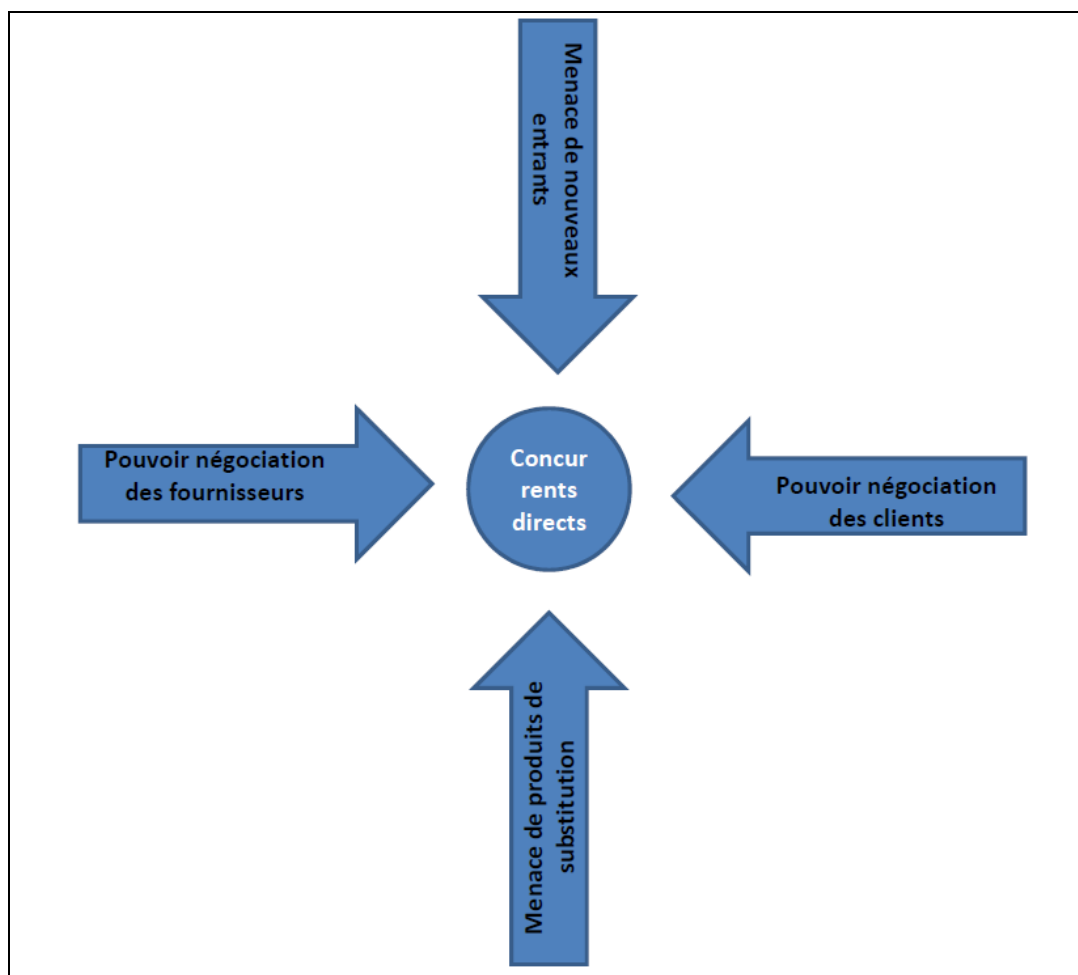 Menace de nouveaux
entrants
Pouvoir négociation
des fournisseurs
Concur
rents
directs
Pouvoir négociation
des clients
Menace de produits de
substitution